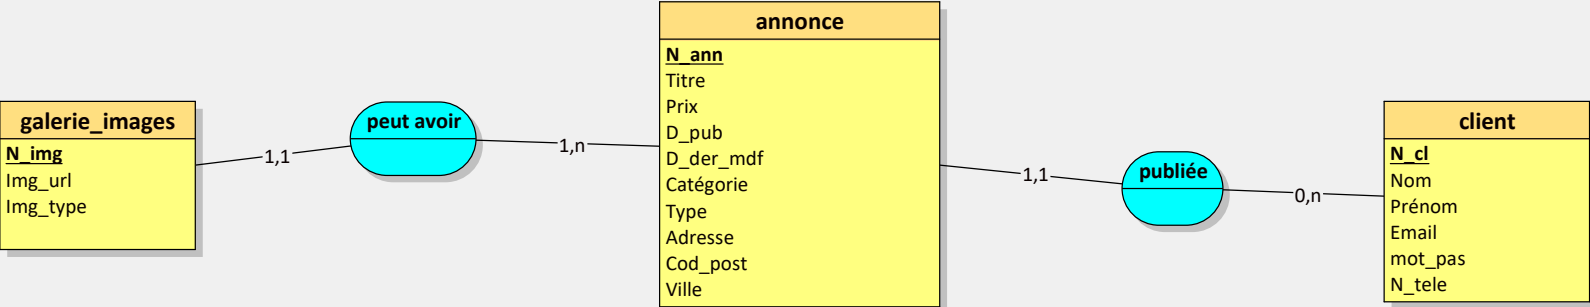 galerie_images
N_img
Img_url
Img_type
1,1
peut avoir
1,n
annonce
N_ann
Titre
Prix
D_pub
D_der_mdf
Catégorie
Type
Adresse
Cod_post
Ville
1,1
publiée
0,n
client
N_cl
Nom
Prénom
Email
mot_pas
N_tele